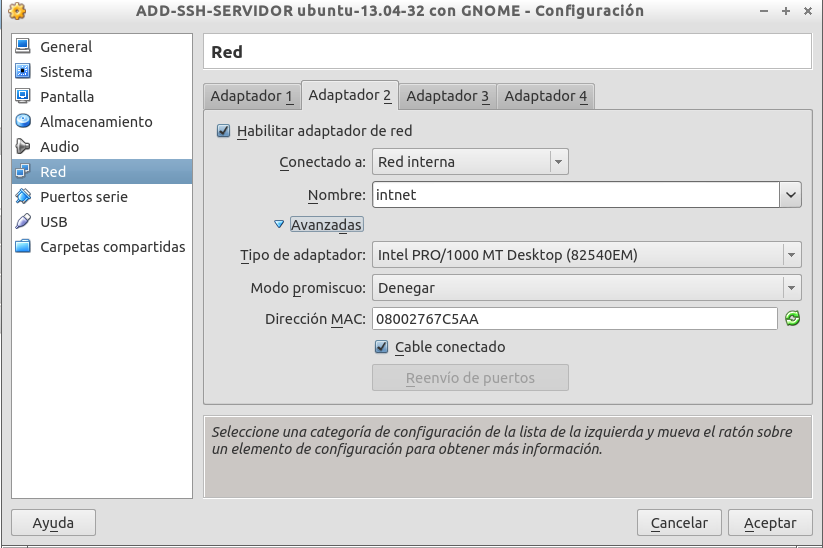 ADD-SSH-SERVIDOR ubuntu-13.04-32 con GNOME - Configuración
General
Sistema
Pantalla
Almacenamiento
Audio
Red
Puertos serie
USB
Carpetas compartidas
Red
Adaptador 1 Adaptador 2 Adaptador 3 Adaptador 4
Habilitar adaptador de red
Conectado a: Red interna
Nombre: intnet
Avanzadas
Tipo de adaptador: Intel PRO/1000 MT Desktop (82540EM)
Modo promiscuo: Denegar
Dirección MAC: 08002767C5AA
Cable conectado
Reenvío de puertos
Seleccione una categoría de configuración de la lista de la izquierda y mueva el ratón sobre
un elemento de configuración para obtener más información.
Ayuda Cancelar Aceptar